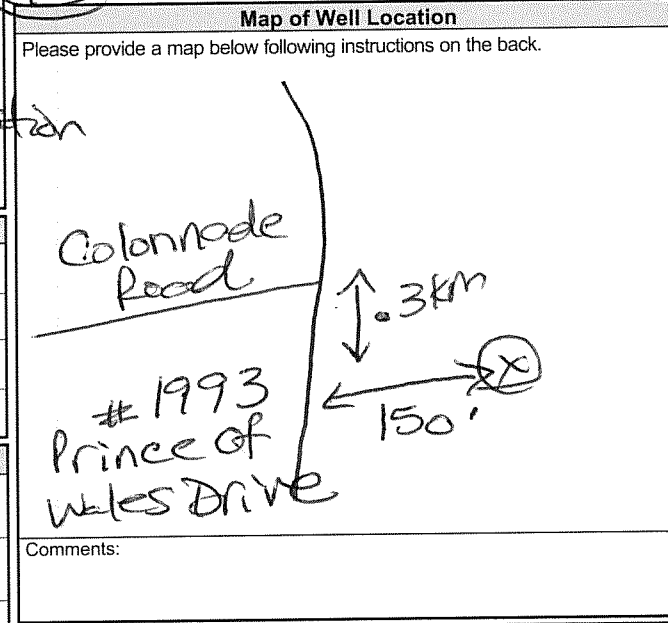 Map of Well Location
Please provide a map below following instructions on the back.
Colonnade
Road
.3km
150'
X
#1993
Prince of
Wales Drive
Comments: